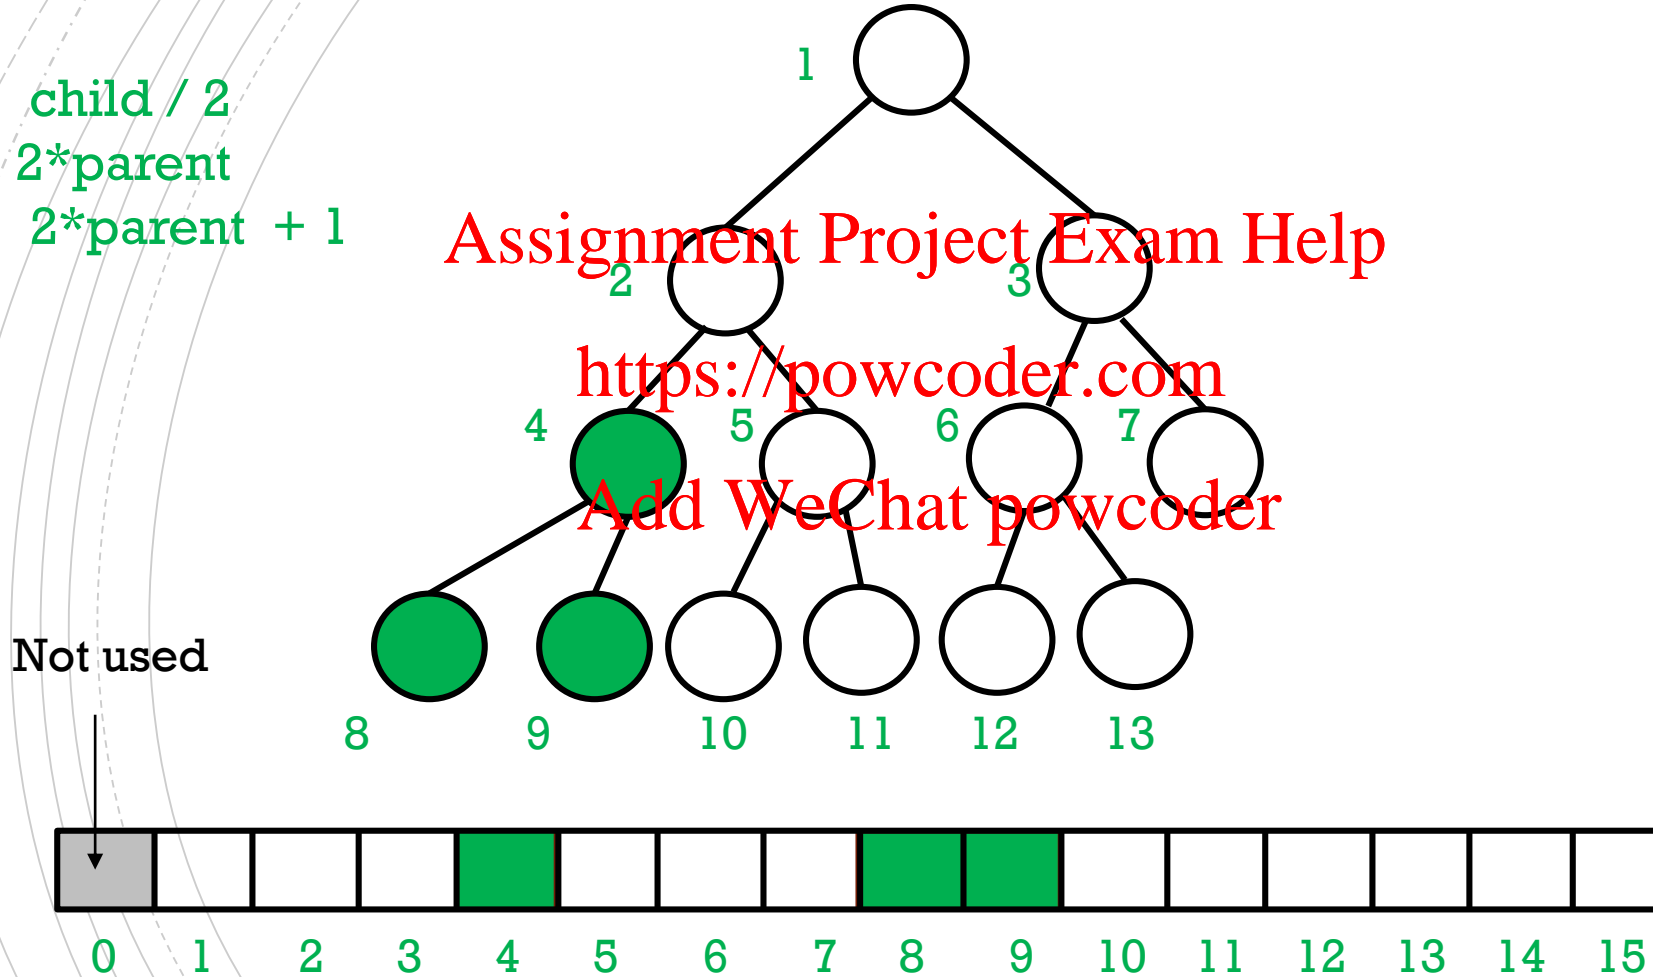 1
child / 2
2*parent
2*parent + 1
Assignment Project Exam Help
2 3
https://powcoder.com
4 5 6 7
Add WeChat powcoder
Not used
8 9 10 11 12 13
0 1 2 3 4 5 6 7 8 9 10 11 12 13 14 15